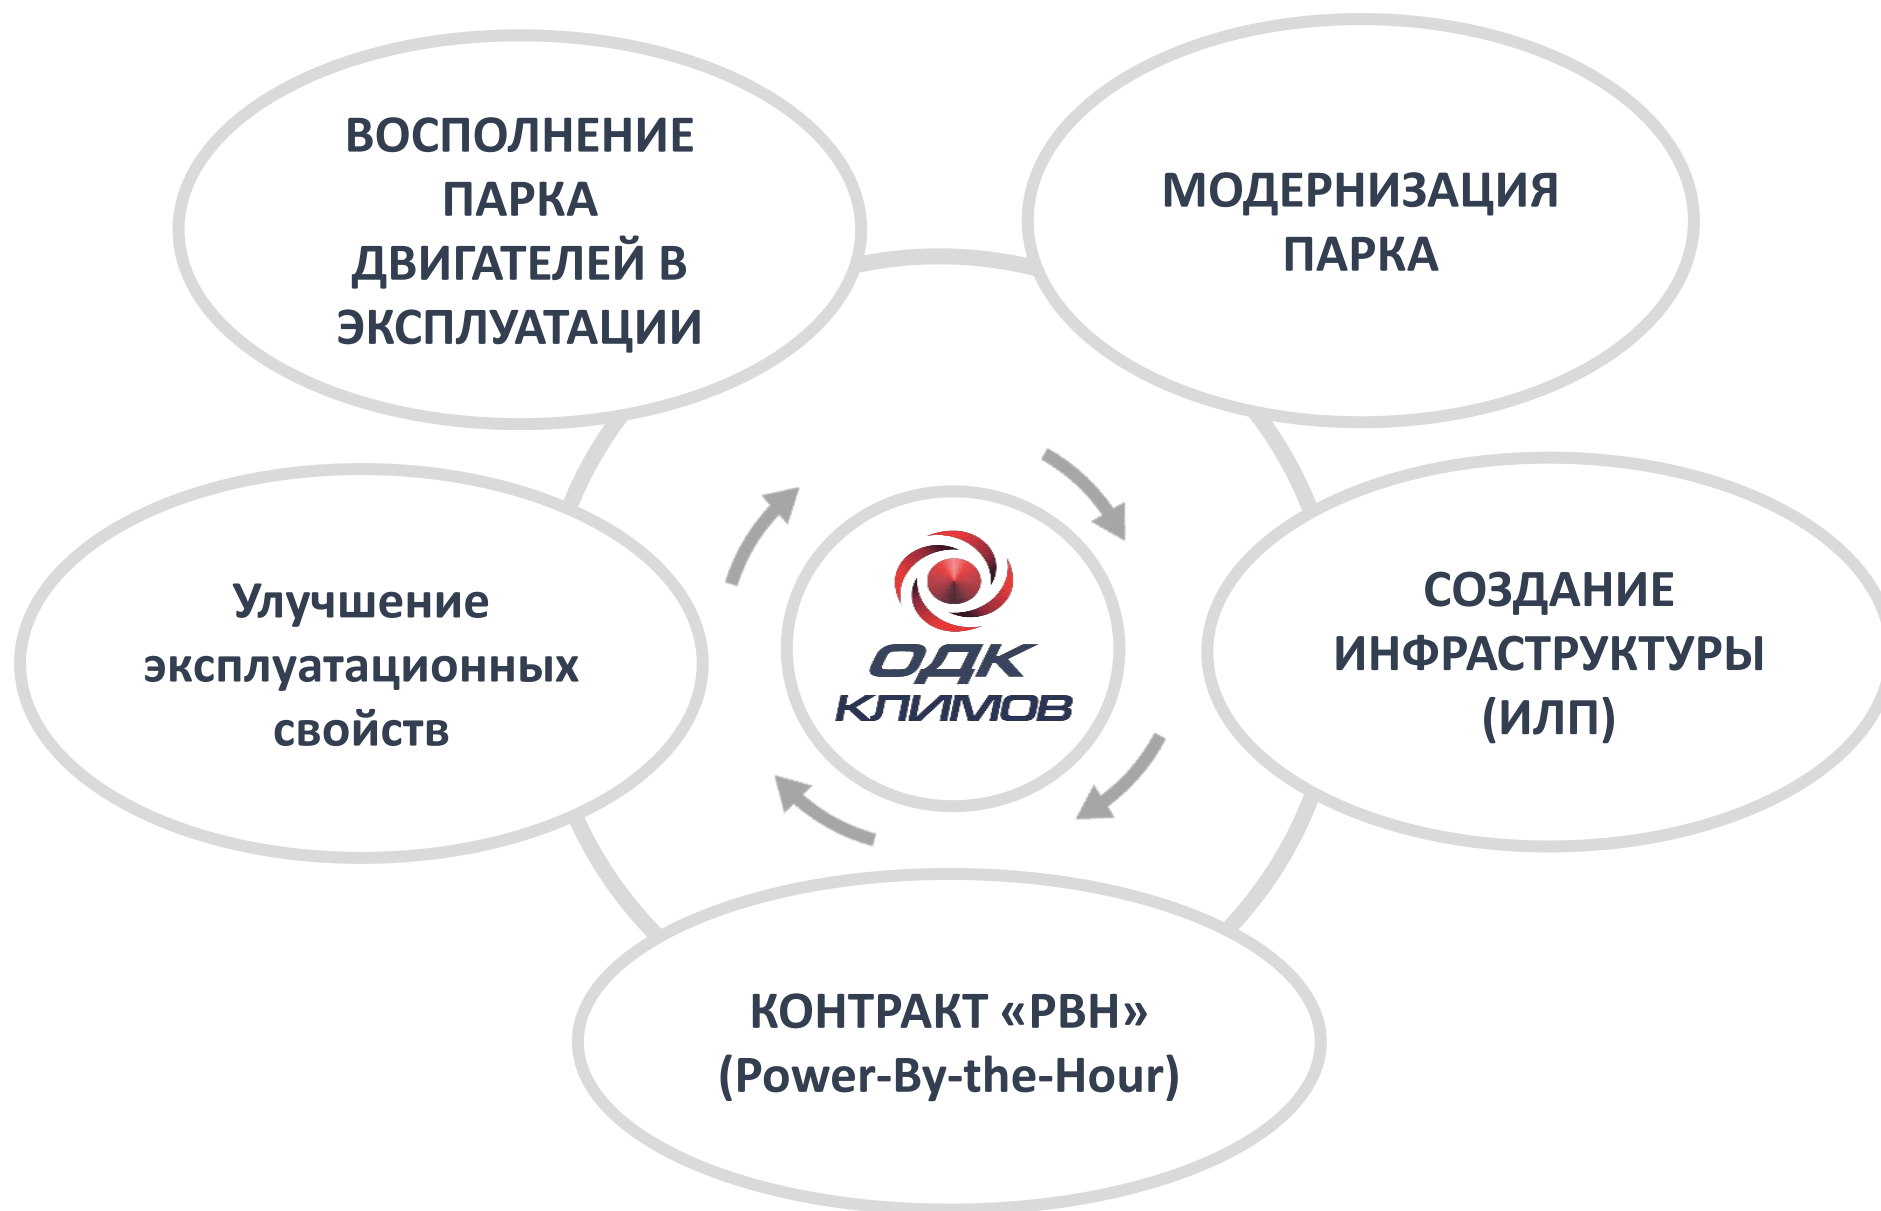 ВОСПОЛНЕНИЕ
ПАРКА
ДВИГАТЕЛЕЙ В
ЭКСПЛУАТАЦИИ
МОДЕРНИЗАЦИЯ
ПАРКА
Улучшение
эксплуатационных
свойств
ОДК
КЛИМОВ
СОЗДАНИЕ
ИНФРАСТРУКТУРЫ
(ИЛП)
КОНТРАКТ «PBH»
(Power-By-the-Hour)